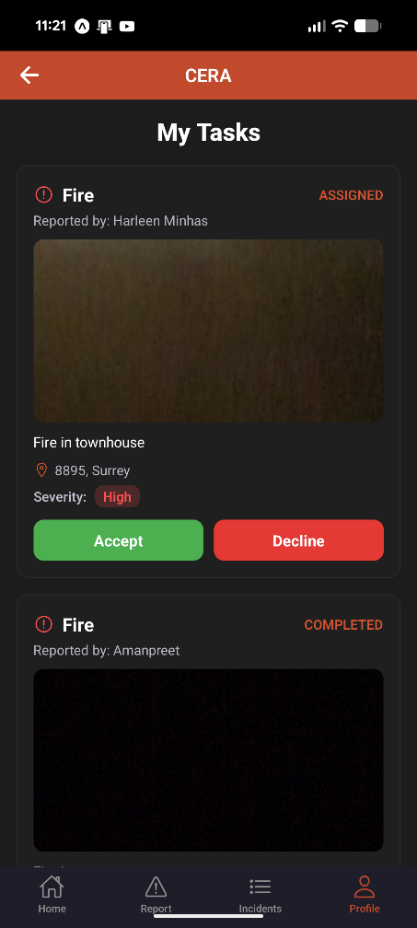 11:21
CERA
My Tasks
Fire
ASSIGNED
Reported by: Harleen Minhas
Fire in townhouse
8895, Surrey
Severity: High
Accept
Decline
Fire
COMPLETED
Reported by: Amanpreet
Home
Report
Incidents
Profile